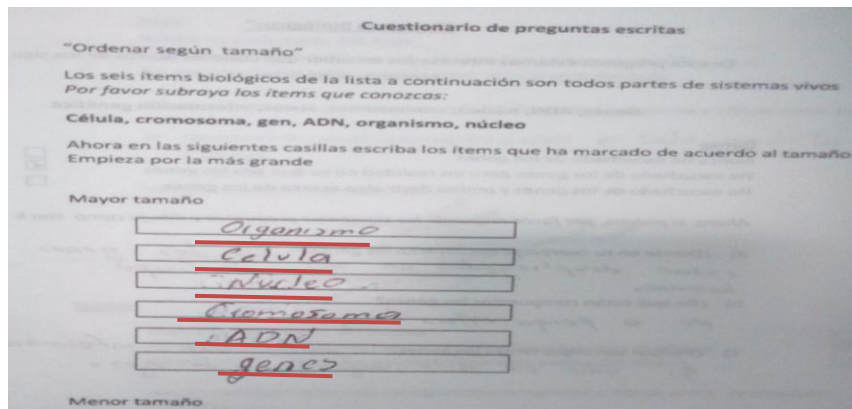 Cuestionario de preguntas escritas
"Ordenar según tamaño"
Los seis ítems biológicos de la lista a continuación son todos partes de sistemas vivos
Por favor subraya los ítems que conozcas:
Célula, cromosoma, gen, ADN, organismo, núcleo
Ahora en las siguientes casillas escriba los ítems que ha marcado de acuerdo al tamaño
Empieza por la más grande
Mayor tamaño
Organismo
Celula
Núcleo
Cromosoma
ADN
genes
Menor tamaño